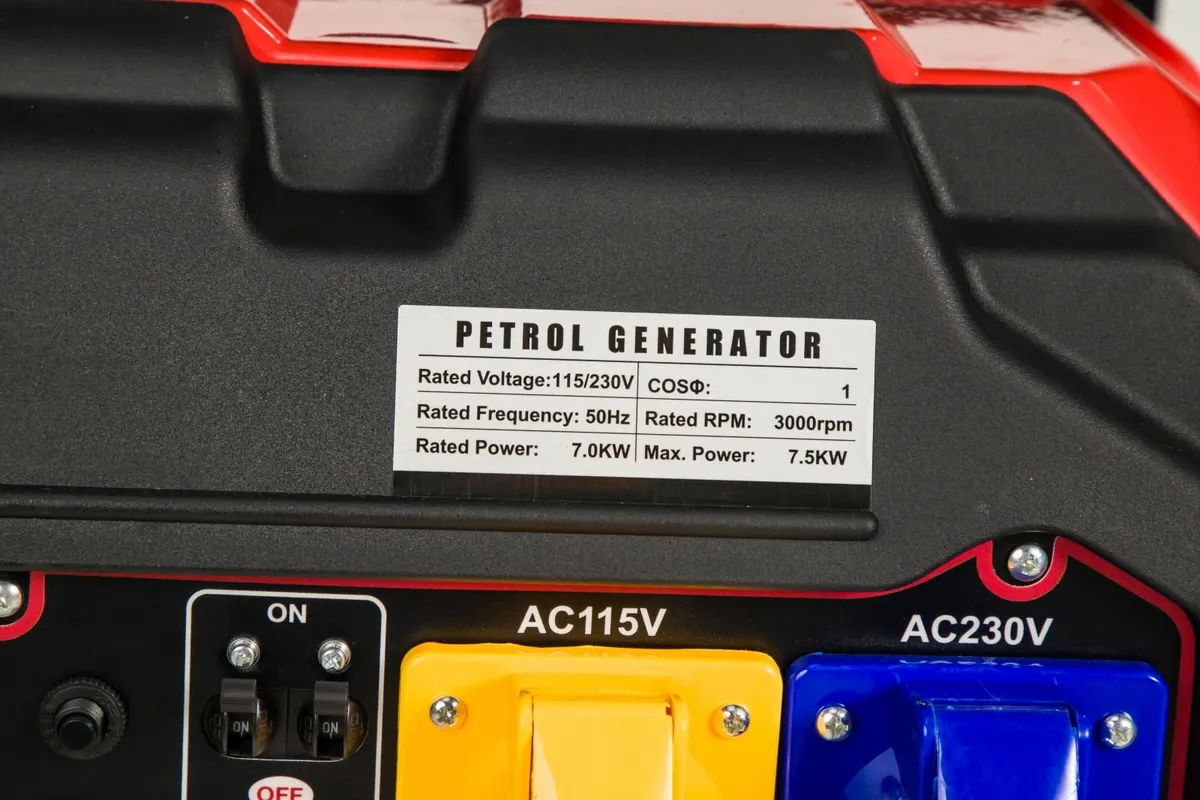 PETROL GENERATOR
Rated Voltage:115/230V COSΦ: 1
Rated Frequency: 50Hz Rated RPM: 3000rpm
Rated Power: 7.0KW Max. Power: 7.5KW
ON
AC115V
AC230V
ON ON
OFF